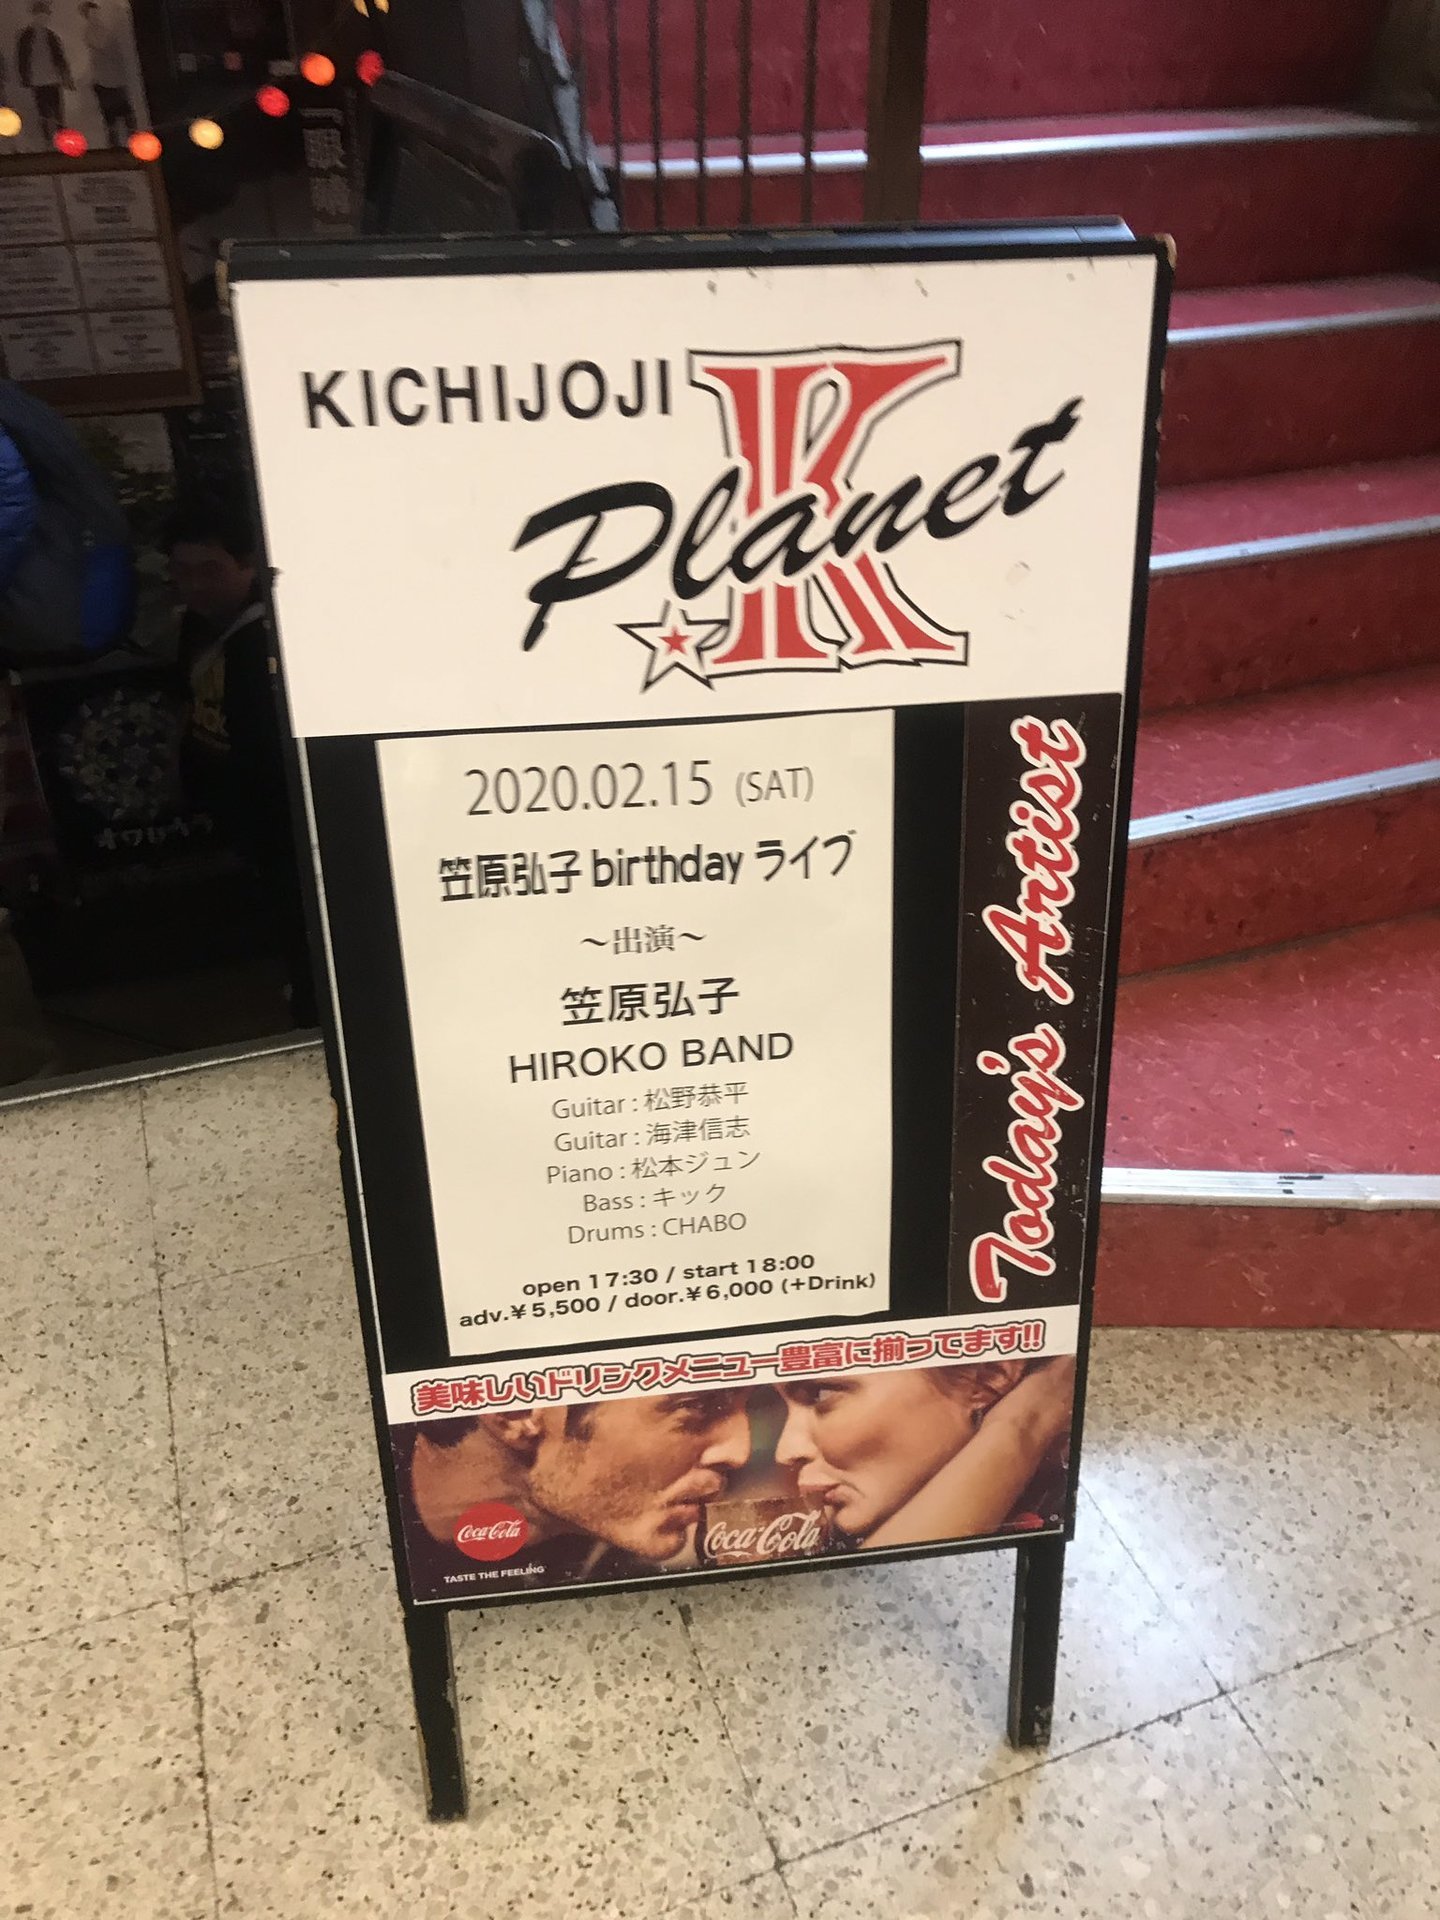 KICHIJOJI
K
Planet
2020.02.15 (SAT)
笠原弘子 birthday ライブ
～出演～
笠原弘子
HIROKO BAND
Guitar : 松野恭平
Guitar : 海津信志
Piano : 松本ジュン
Bass : キック
Drums : CHABO
open 17:30 / start 18:00
adv.¥5,500 / door.¥6,000 (+Drink)
Today's Artist
美味しいドリンクメニュー豊富に揃ってます!!
Coca-Cola
Coca-Cola
TASTE THE FEELING